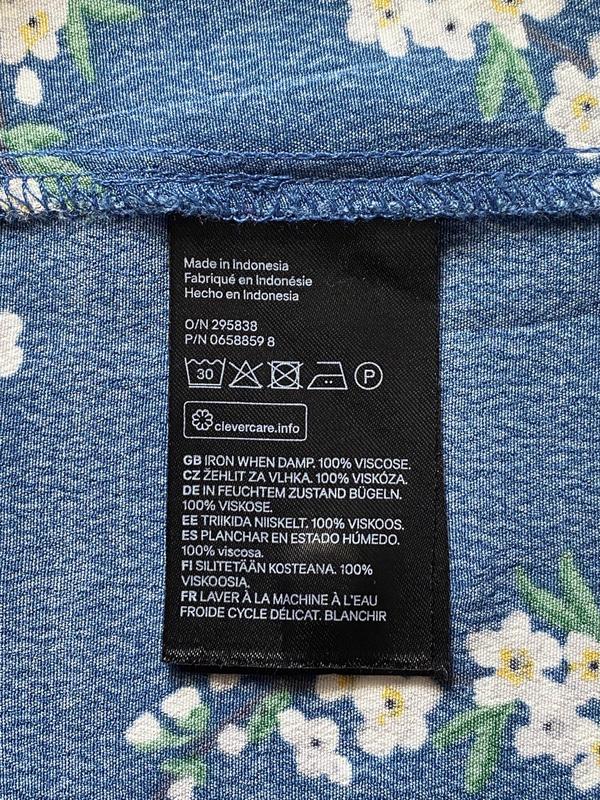 Made in Indonesia
Fabriqué en Indonésie
Hecho en Indonesia
O/N 295838
P/N 0658859 8
30 P
clevercare.info
GB IRON WHEN DAMP. 100% VISCOSE.
CZ ŽEHLIT ZA VLHKA. 100% VISKÓZA.
DE IN FEUCHTEM ZUSTAND BÜGELN.
100% VISKOSE.
EE TRIIKIDA NIISKELT. 100% VISKOOS.
ES PLANCHAR EN ESTADO HÚMEDO.
100% viscosa.
FI SILITETÄÄN KOSTEANA. 100%
VISKOOSIA.
FR LAVER À LA MACHINE À L'EAU
FROIDE CYCLE DÉLICAT. BLANCHIR